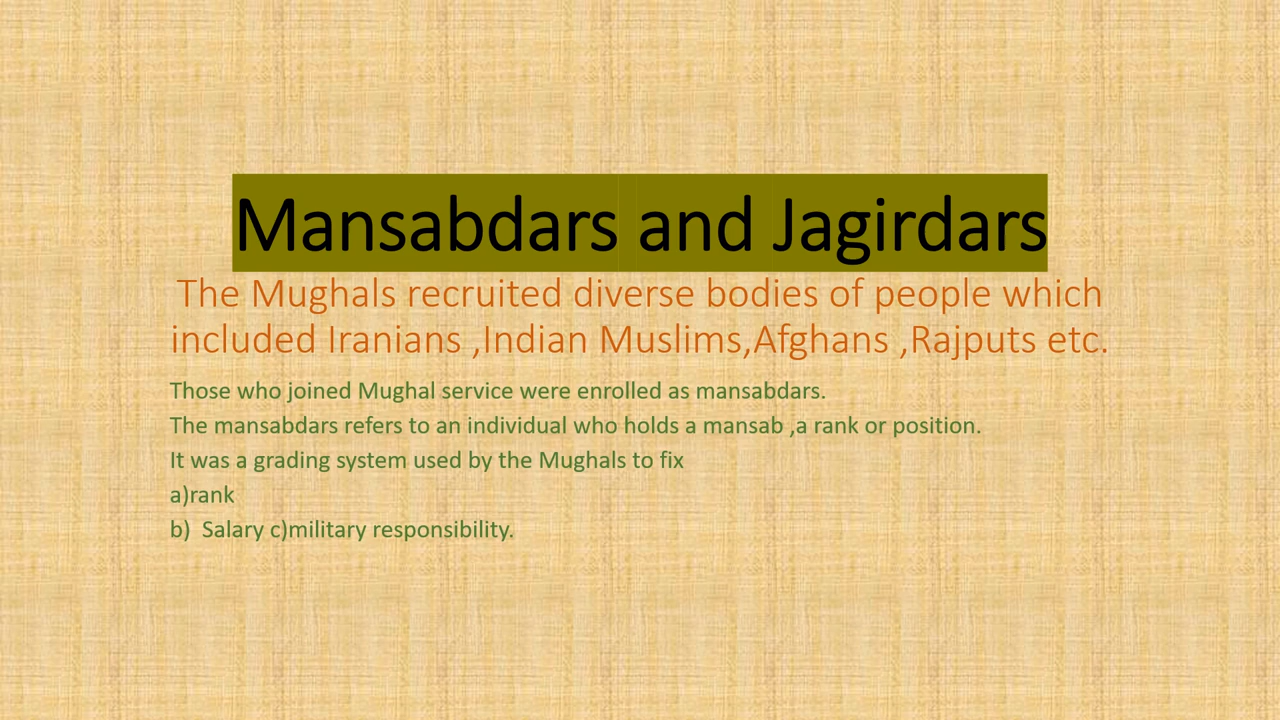 Mansabdars and Jagirdars
The Mughals recruited diverse bodies of people which
included Iranians ,Indian Muslims,Afghans ,Rajputs etc.
Those who joined Mughal service were enrolled as mansabdars.
The mansabdars refers to an individual who holds a mansab ,a rank or position.
It was a grading system used by the Mughals to fix
a)rank
b)  Salary c)military responsibility.